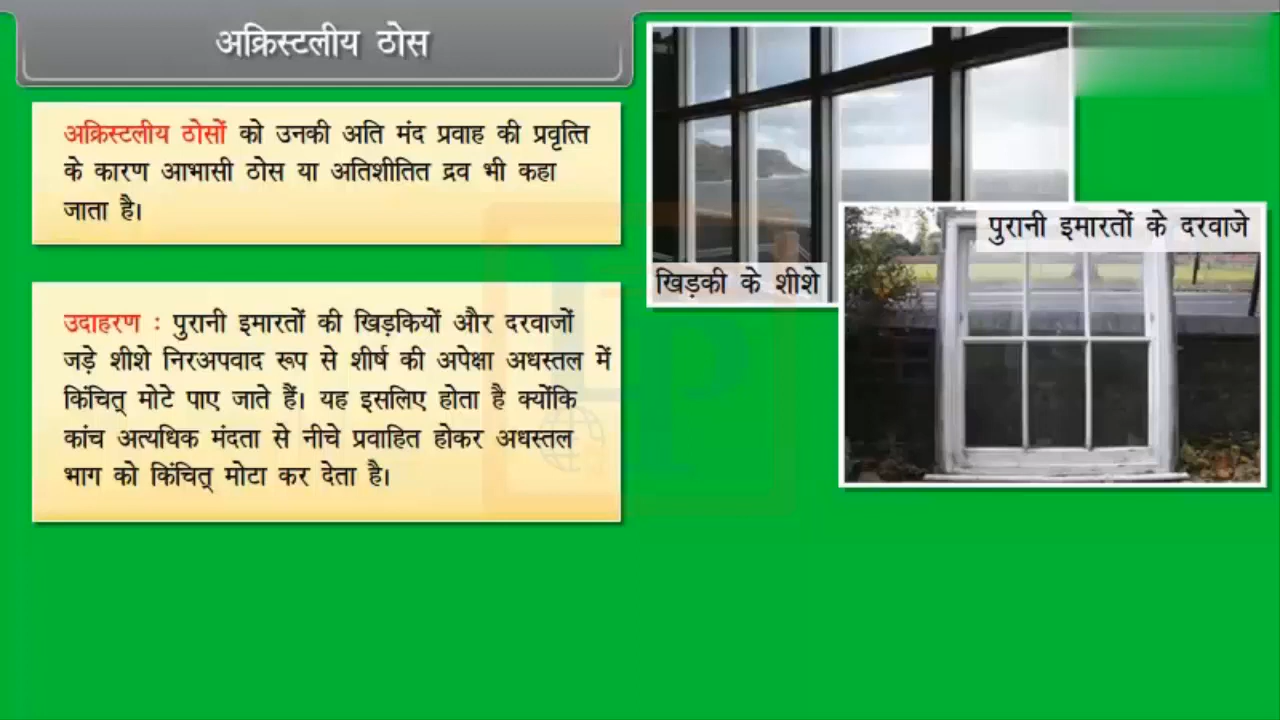 अक्रिस्टलीय ठोस
अक्रिस्टलीय ठोसों को उनकी अति मंद प्रवाह की प्रवृत्ति
के कारण आभासी ठोस या अतिशीतित द्रव भी कहा
जाता है।
उदाहरण : पुरानी इमारतों की खिड़कियों और दरवाजों
जड़े शीशे निरअपवाद रूप से शीर्ष की अपेक्षा अधस्तल में
किंचित् मोटे पाए जाते हैं। यह इसलिए होता है क्योंकि
कांच अत्यधिक मंदता से नीचे प्रवाहित होकर अधस्तल
भाग को किंचित् मोटा कर देता है।
खिड़की के शीशे
पुरानी इमारतों के दरवाजे